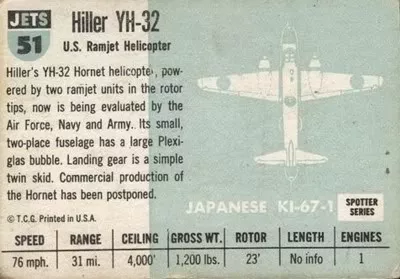 JETS
51
Hiller YH-32
U.S. Ramjet Helicopter
Hiller's YH-32 Hornet helicopter, pow-
ered by two ramjet units in the rotor
tips, now is being evaluated by the
Air Force, Navy and Army. Its small,
two-place fuselage has a large Plexi-
glas bubble. Landing gear is a simple
twin skid. Commercial production of
the Hornet has been postponed.
© T.C.G. Printed in U.S.A.
JAPANESE KI-67-1
SPOTTER
SERIES
SPEED RANGE CEILING GROSS WT. ROTOR LENGTH ENGINES
76 mph. 31 mi. 4,000' 1,200 lbs. 23' No info 1